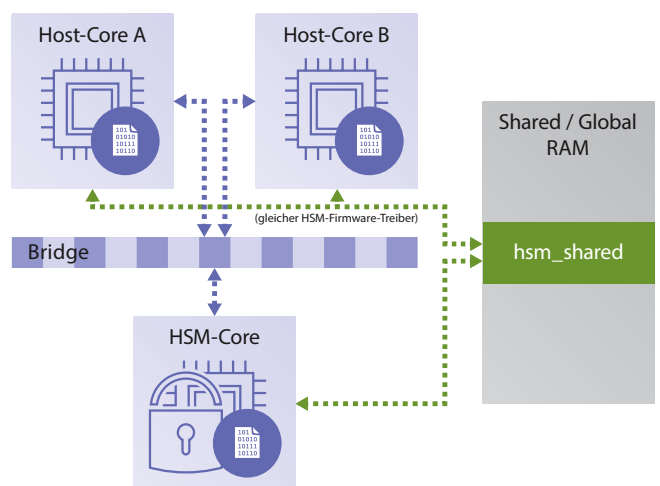 Host-Core A
Host-Core B
101
01010
10111
10110
101
01010
10111
10110
Shared / Global
RAM
(gleicher HSM-Firmware-Treiber)
Bridge
hsm_shared
HSM-Core
101
01010
10111
10110